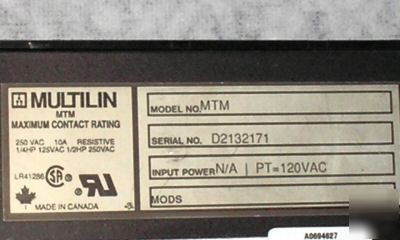 MULTILIN
MTM
MAXIMUM CONTACT RATING
250 VAC 10A RESISTIVE
1/4HP 125VAC 1/2HP 250VAC
LR41286
MADE IN CANADA
MODEL NO. MTM
SERIAL NO. D2132171
INPUT POWER N/A | PT=120VAC
MODS
A0694627